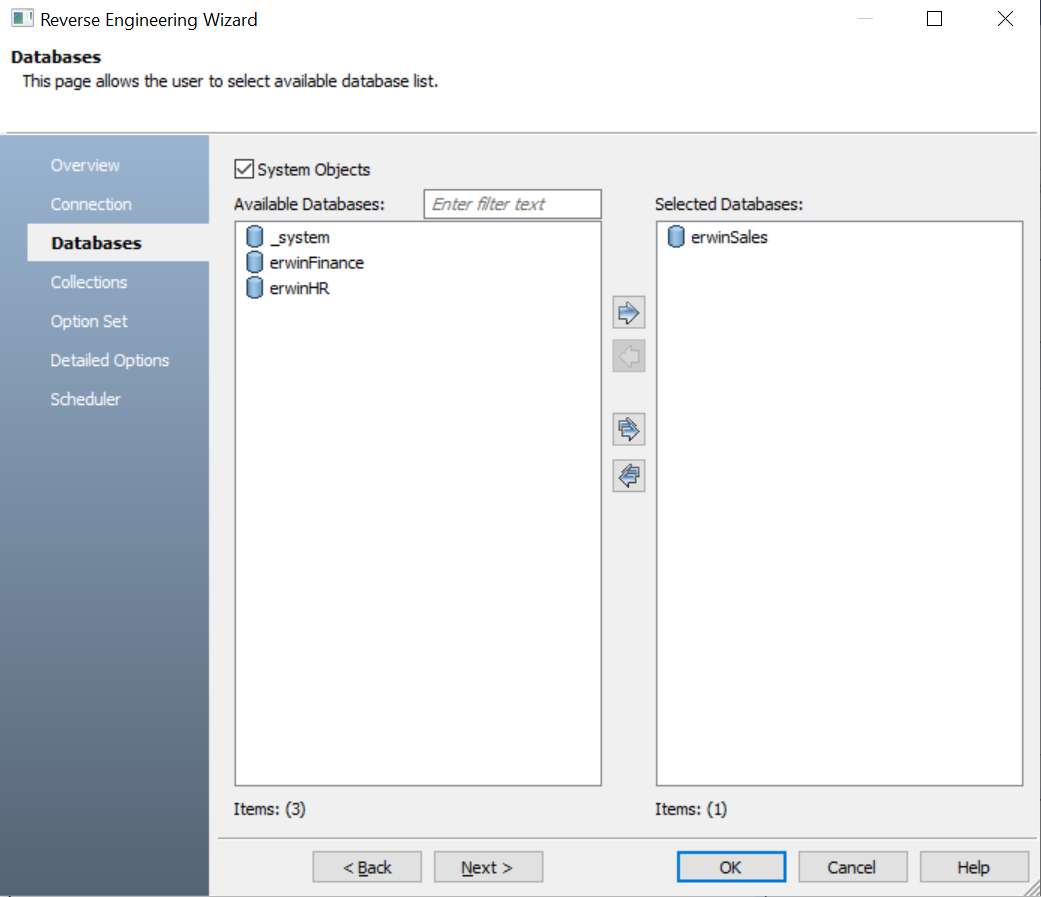 Reverse Engineering Wizard
Databases
This page allows the user to select available database list.
Overview
Connection
Databases
Collections
Option Set
Detailed Options
Scheduler
System Objects
Available Databases:
Enter filter text
_system
erwinFinance
erwinHR
Items: (3)
Selected Databases:
erwinSales
Items: (1)
< Back
Next >
OK
Cancel
Help